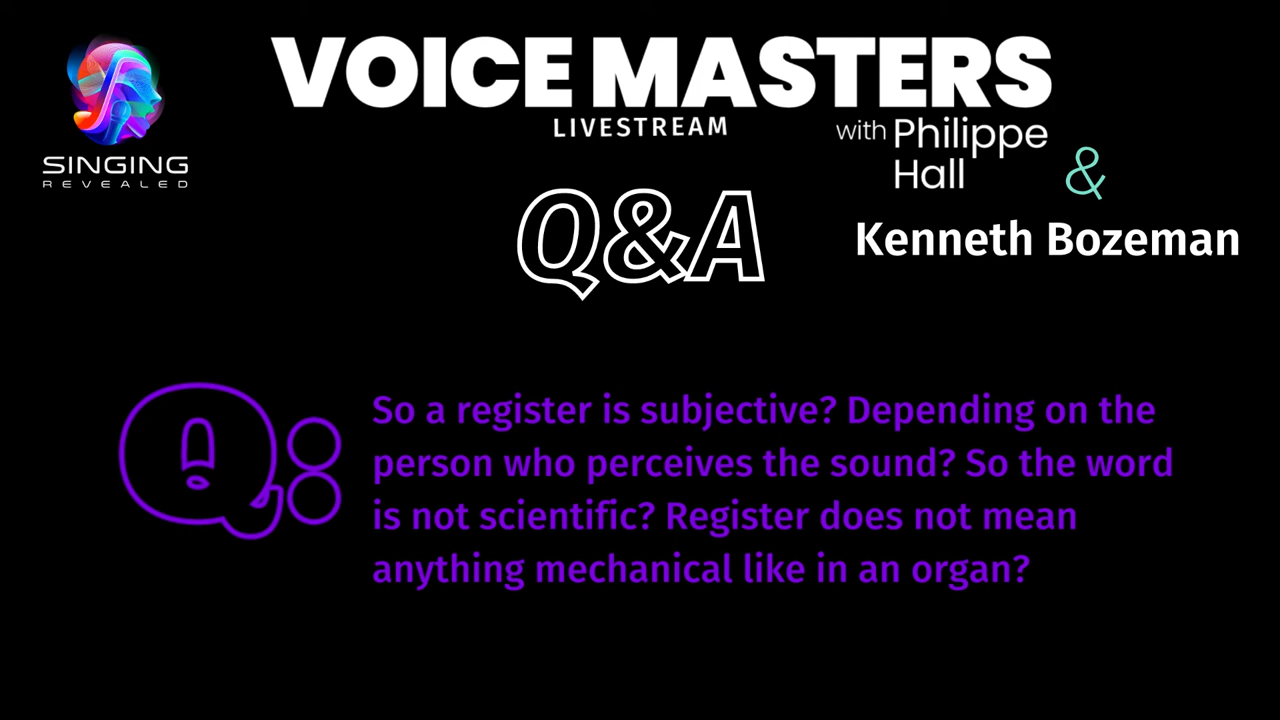 VOICE MASTERS
LIVESTREAM
with Philippe
Hall
&
Kenneth Bozeman
SINGING
REVEALED
Q&A
Q:
So a register is subjective? Depending on the
person who perceives the sound? So the word
is not scientific? Register does not mean
anything mechanical like in an organ?